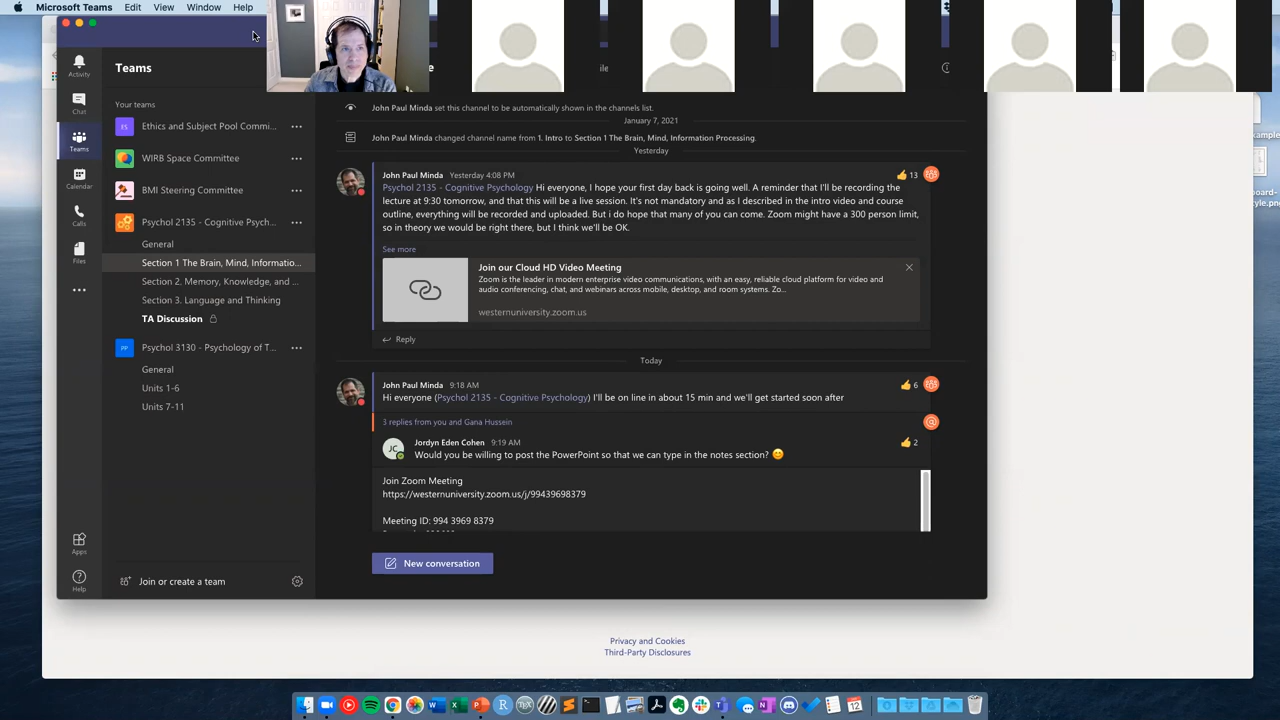 Microsoft Teams Edit View Window Help
Activity
Chat
Teams
Calendar
Calls
Files
Apps
Help
Teams
Your teams
ES Ethics and Subject Pool Commi...
WIRB Space Committee
BMI Steering Committee
Psychol 2135 - Cognitive Psych...
General
Section 1 The Brain, Mind, Informatio...
Section 2. Memory, Knowledge, and ...
Section 3. Language and Thinking
TA Discussion
PP Psychol 3130 - Psychology of T...
General
Units 1-6
Units 7-11
Join or create a team
John Paul Minda set this channel to be automatically shown in the channels list.
January 7, 2021
John Paul Minda changed channel name from 1. Intro to Section 1 The Brain, Mind, Information Processing.
Yesterday
John Paul Minda Yesterday 4:08 PM 13
Psychol 2135 - Cognitive Psychology Hi everyone, I hope your first day back is going well. A reminder that I'll be recording the
lecture at 9:30 tomorrow, and that this will be a live session. It's not mandatory and as I described in the intro video and course
outline, everything will be recorded and uploaded. But i do hope that many of you can come. Zoom might have a 300 person limit,
so in theory we would be right there, but I think we'll be OK.
See more
Join our Cloud HD Video Meeting
Zoom is the leader in modern enterprise video communications, with an easy, reliable cloud platform for video and
audio conferencing, chat, and webinars across mobile, desktop, and room systems. Zo...
westernuniversity.zoom.us
Reply
Today
John Paul Minda 9:18 AM 6
Hi everyone (Psychol 2135 - Cognitive Psychology) I'll be on line in about 15 min and we'll get started soon after
3 replies from you and Gana Hussein
JC Jordyn Eden Cohen 9:19 AM 2
Would you be willing to post the PowerPoint so that we can type in the notes section?
Join Zoom Meeting
https://westernuniversity.zoom.us/j/99439698379
Meeting ID: 994 3969 8379
New conversation
Privacy and Cookies
Third-Party Disclosures